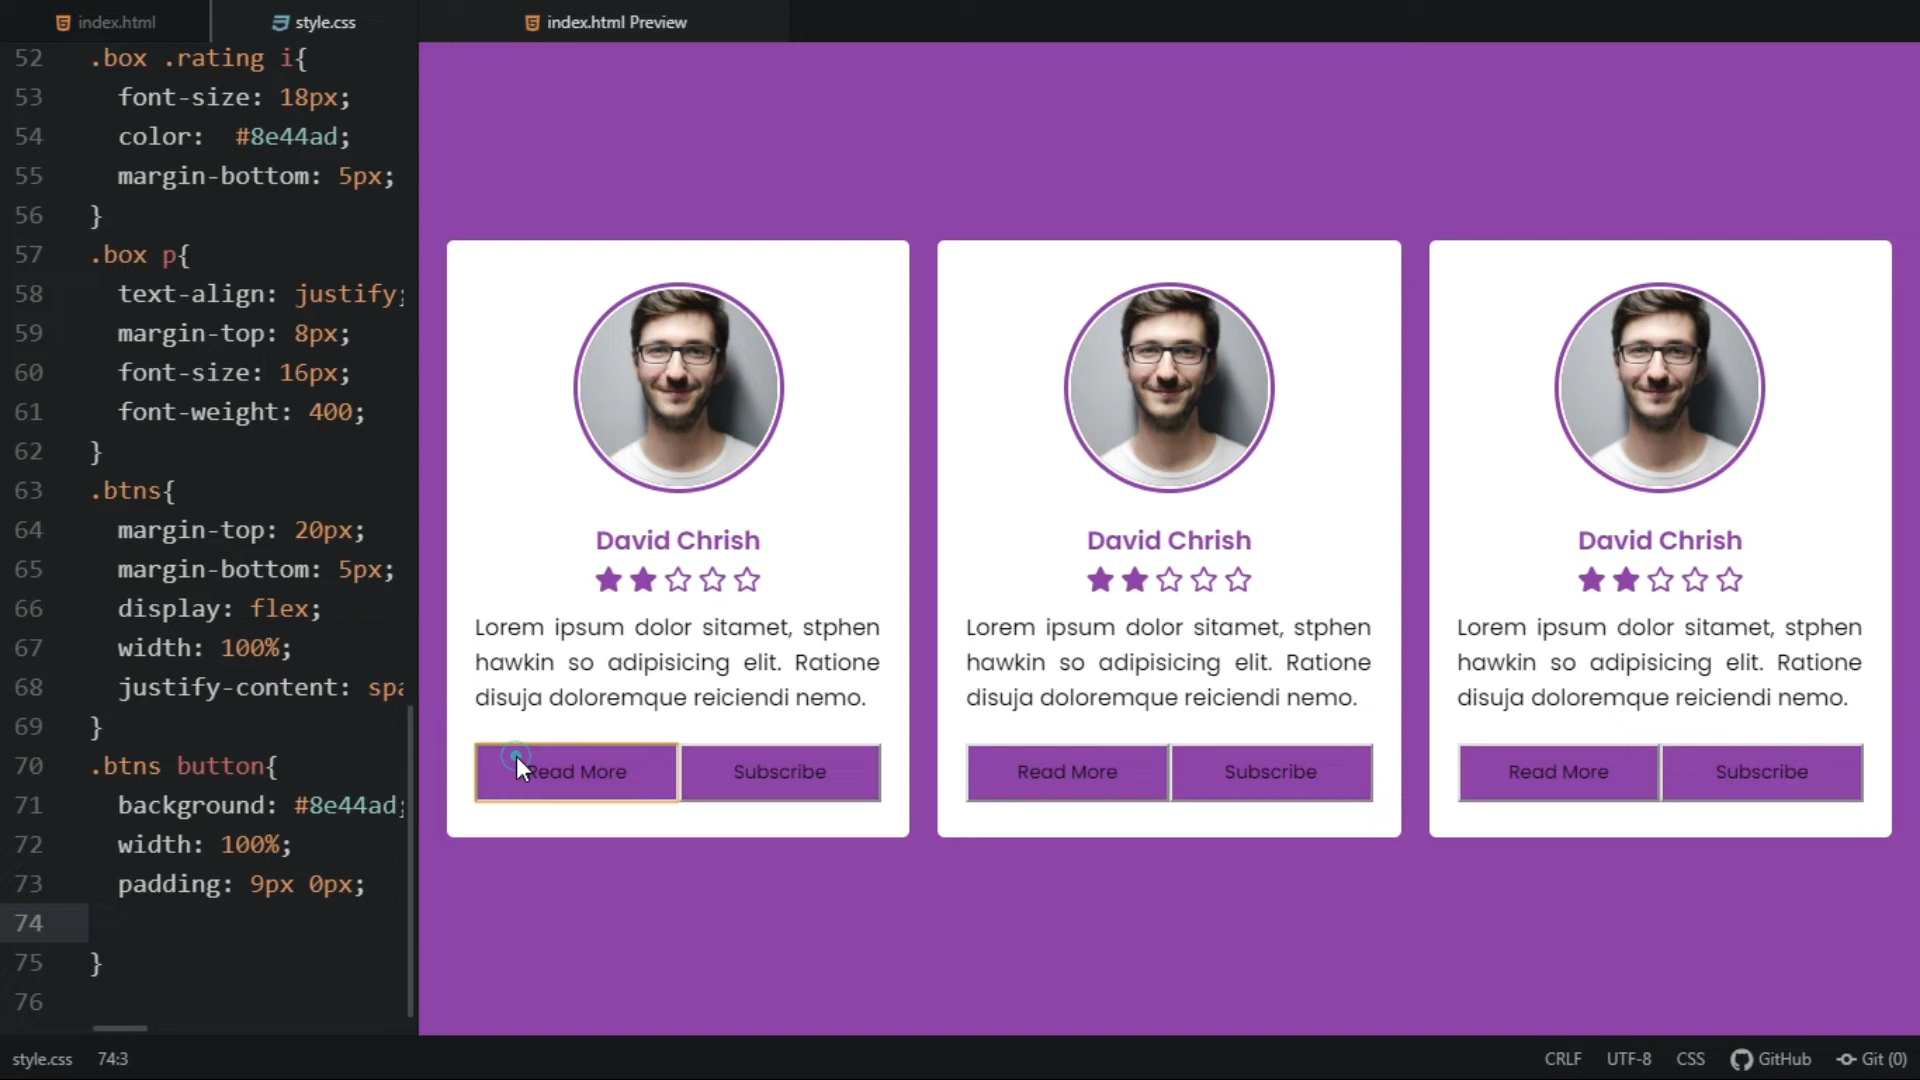 index.html
style.css
index.html Preview
52 .box .rating i{
53 font-size: 18px;
54 color:  #8e44ad;
55 margin-bottom: 5px;
56 }
57 .box p{
58 text-align: justify;
59 margin-top: 8px;
60 font-size: 16px;
61 font-weight: 400;
62 }
63 .btns{
64 margin-top: 20px;
65 margin-bottom: 5px;
66 display: flex;
67 width: 100%;
68 justify-content: spa
69 }
70 .btns button{
71 background: #8e44ad;
72 width: 100%;
73 padding: 9px 0px;
74
75 }
76
David Chrish
Lorem ipsum dolor sitamet, stphen
hawkin so adipisicing elit. Ratione
disuja doloremque reiciendi nemo.
Read More
Subscribe
David Chrish
Lorem ipsum dolor sitamet, stphen
hawkin so adipisicing elit. Ratione
disuja doloremque reiciendi nemo.
Read More
Subscribe
David Chrish
Lorem ipsum dolor sitamet, stphen
hawkin so adipisicing elit. Ratione
disuja doloremque reiciendi nemo.
Read More
Subscribe
style.css 74:3
CRLF UTF-8 CSS GitHub Git (0)